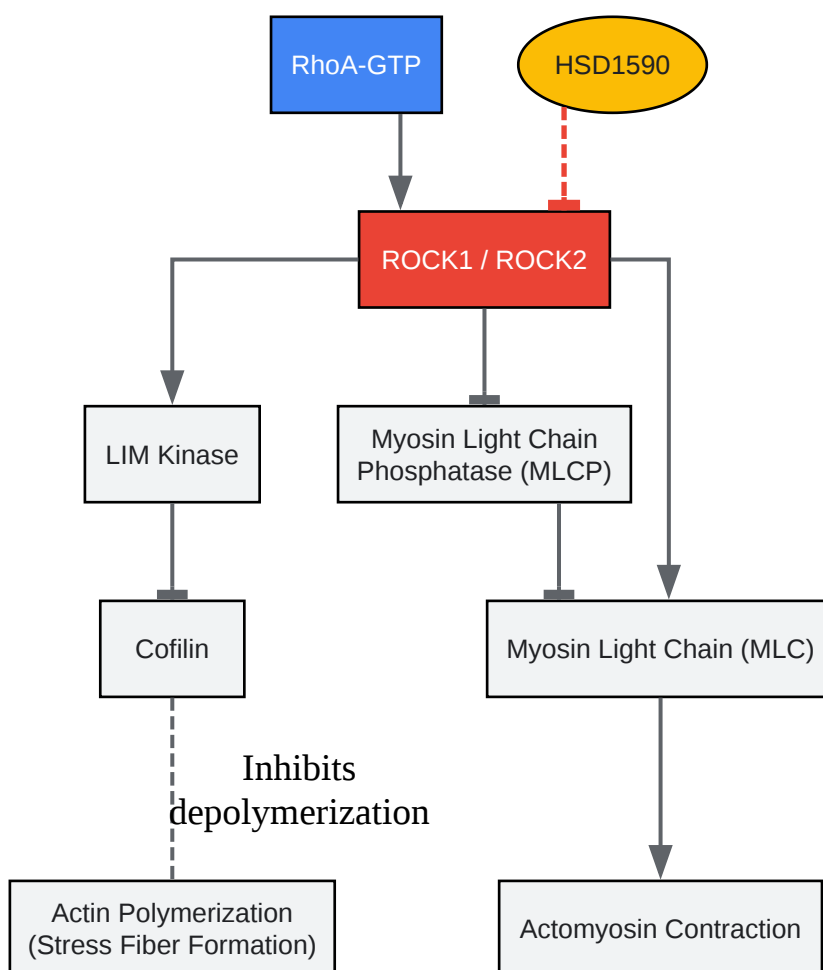 RhoA-GTP
HSD1590
ROCK1 / ROCK2
LIM Kinase
Myosin Light Chain
Phosphatase (MLCP)
Cofilin
Myosin Light Chain (MLC)
Inhibits
depolymerization
Actin Polymerization
(Stress Fiber Formation)
Actomyosin Contraction